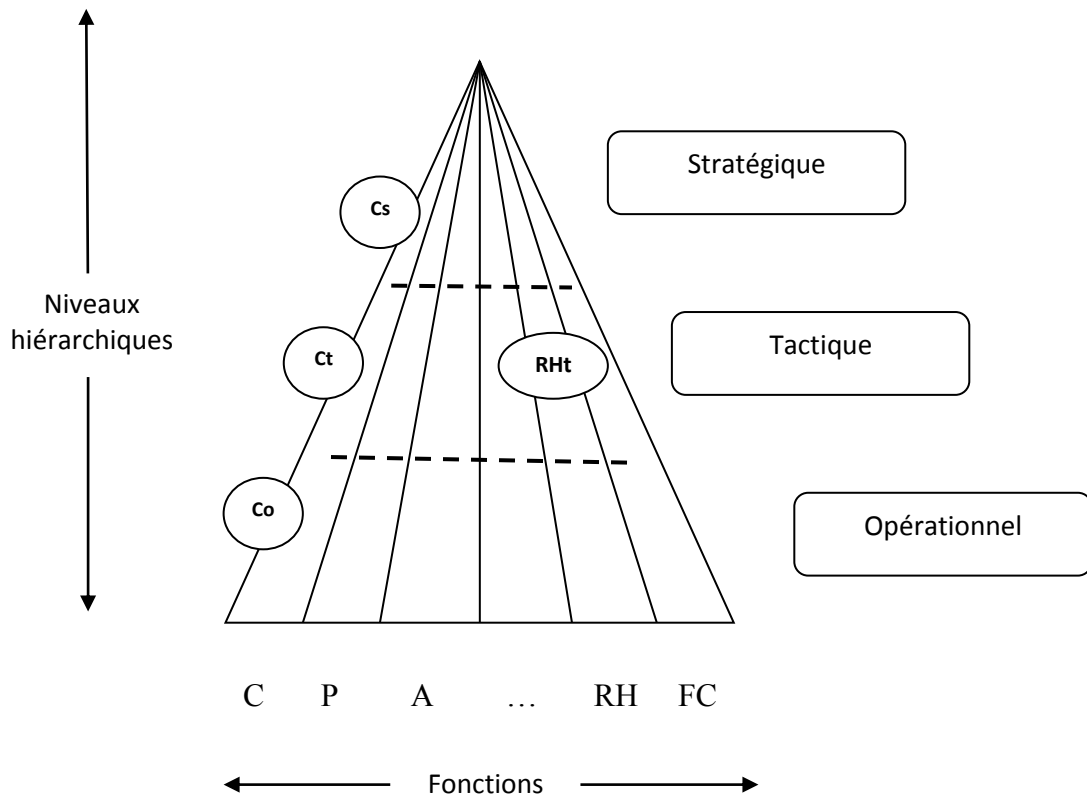 Stratégique
Cs
Niveaux
hiérarchiques
Ct
RHt
Tactique
Co
Opérationnel
C P A … RH FC
Fonctions